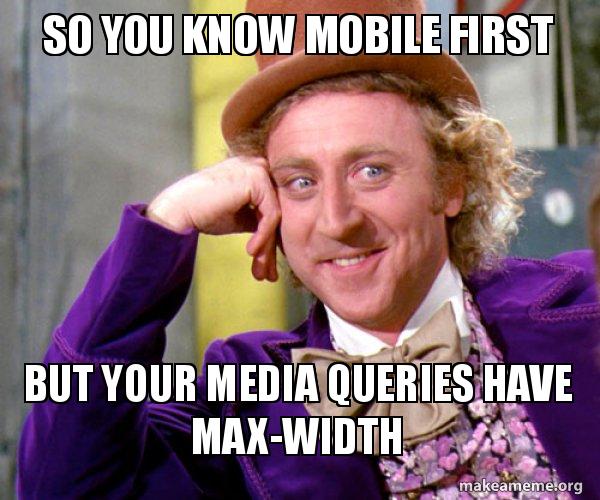 SO YOU KNOW MOBILE FIRST
BUT YOUR MEDIA QUERIES HAVE
MAX-WIDTH
makeameme.org